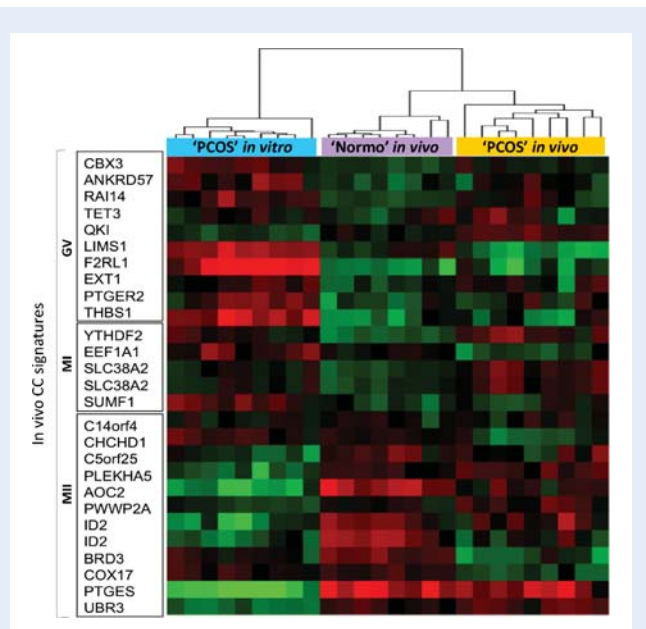 'PCOS' in vitro 'Normo' in vivo 'PCOS' in vivo
In vivo CC signatures
GV
CBX3
ANKRD57
RAI14
TET3
QKI
LIMS1
F2RL1
EXT1
PTGER2
THBS1
MI
YTHDF2
EEF1A1
SLC38A2
SLC38A2
SUMF1
MII
C14orf4
CHCHD1
C5orf25
PLEKHA5
AOC2
PWWP2A
ID2
ID2
BRD3
COX17
PTGES
UBR3